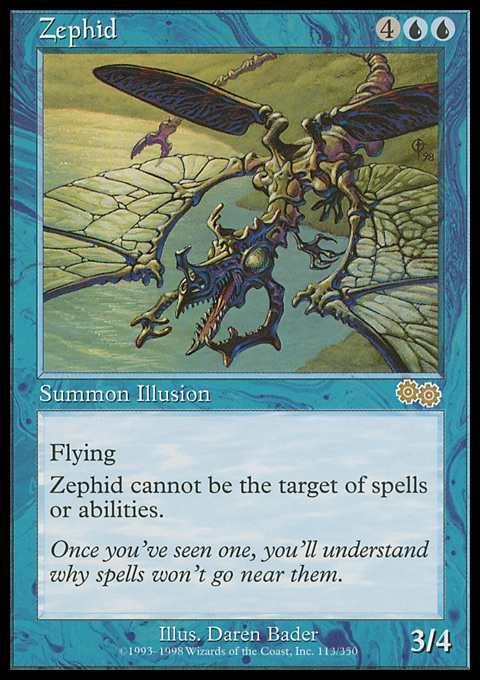 Zephid 4
98
Summon Illusion
Flying
Zephid cannot be the target of spells
or abilities.
Once you've seen one, you'll understand
why spells won't go near them.
Illus. Daren Bader
©1993-1998 Wizards of the Coast, Inc. 113/350
3/4